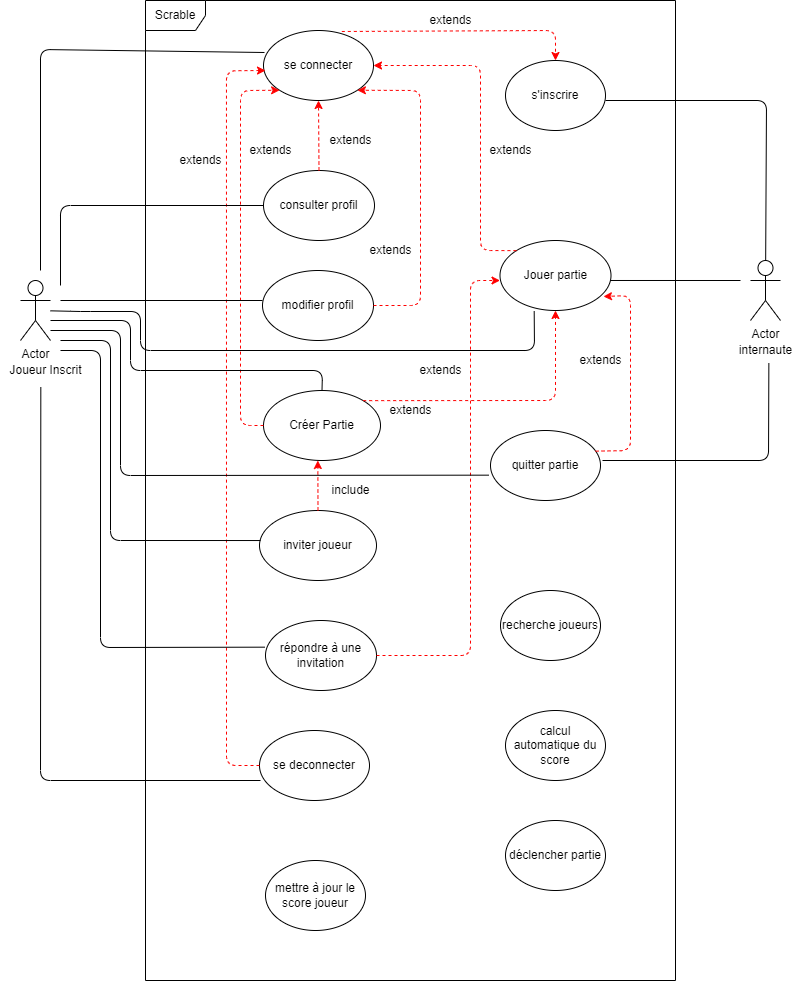 Scrable
extends
se connecter
s'inscrire
extends
extends
extends
extends
consulter profil
extends
Jouer partie
modifier profil
Actor
Joueur Inscrit
Actor
internaute
extends
extends
extends
Créer Partie
quitter partie
include
inviter joueur
recherche joueurs
répondre à une
invitation
calcul
automatique du
score
se deconnecter
déclencher partie
mettre à jour le
score joueur